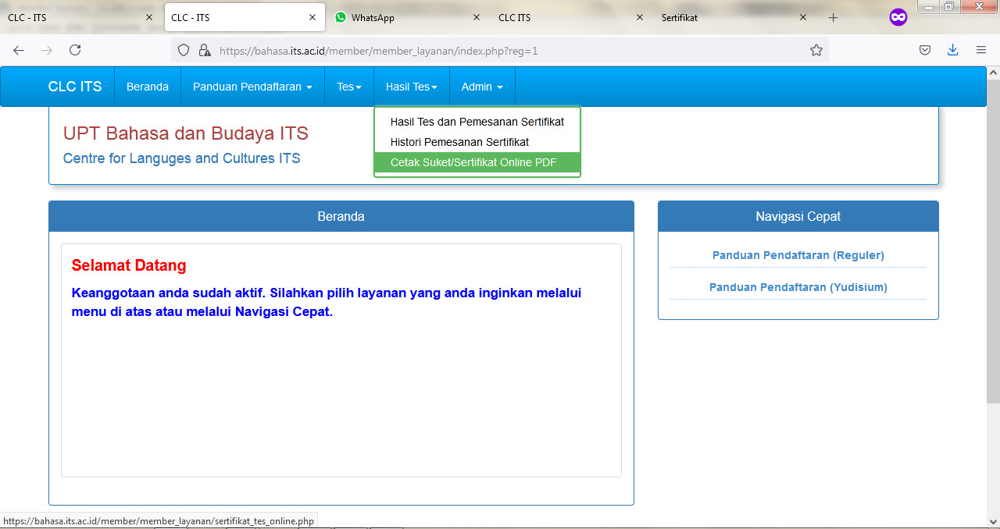 CLC - ITS
CLC - ITS
WhatsApp
CLC ITS
Sertifikat
https://bahasa.its.ac.id/member/member_layanan/index.php?reg=1
CLC ITS
Beranda
Panduan Pendaftaran
Tes
Hasil Tes
Admin
Hasil Tes dan Pemesanan Sertifikat
Histori Pemesanan Sertifikat
Cetak Suket/Sertifikat Online PDF
UPT Bahasa dan Budaya ITS
Centre for Languges and Cultures ITS
Beranda
Selamat Datang
Keanggotaan anda sudah aktif. Silahkan pilih layanan yang anda inginkan melalui
menu di atas atau melalui Navigasi Cepat.
Navigasi Cepat
Panduan Pendaftaran (Reguler)
Panduan Pendaftaran (Yudisium)
https://bahasa.its.ac.id/member/member_layanan/sertifikat_tes_online.php